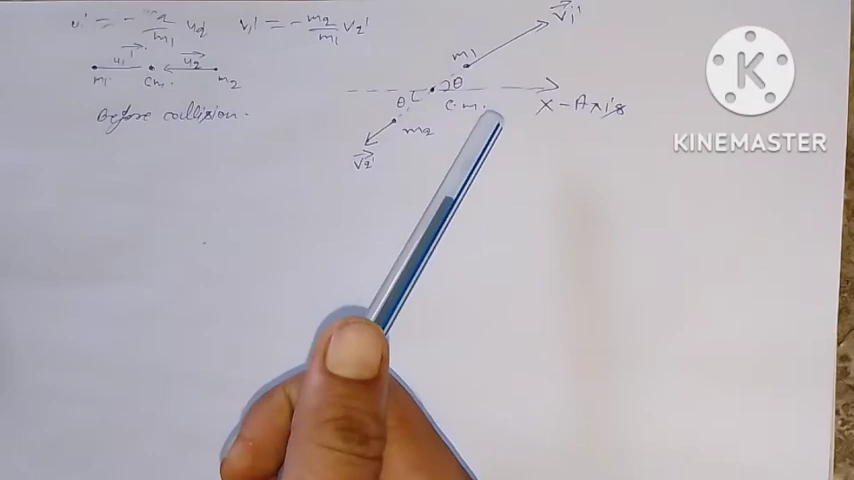 u₁' = - m₂/m₁ u₂' v₁' = - m₂/m₁ v₂'
v₁'
u₁' u₂'
m₁ c.m. m₂
Before collision.
m₁
θ
θ
c.m.
X-Axis
m₂
v₂'
K
KINEMASTER